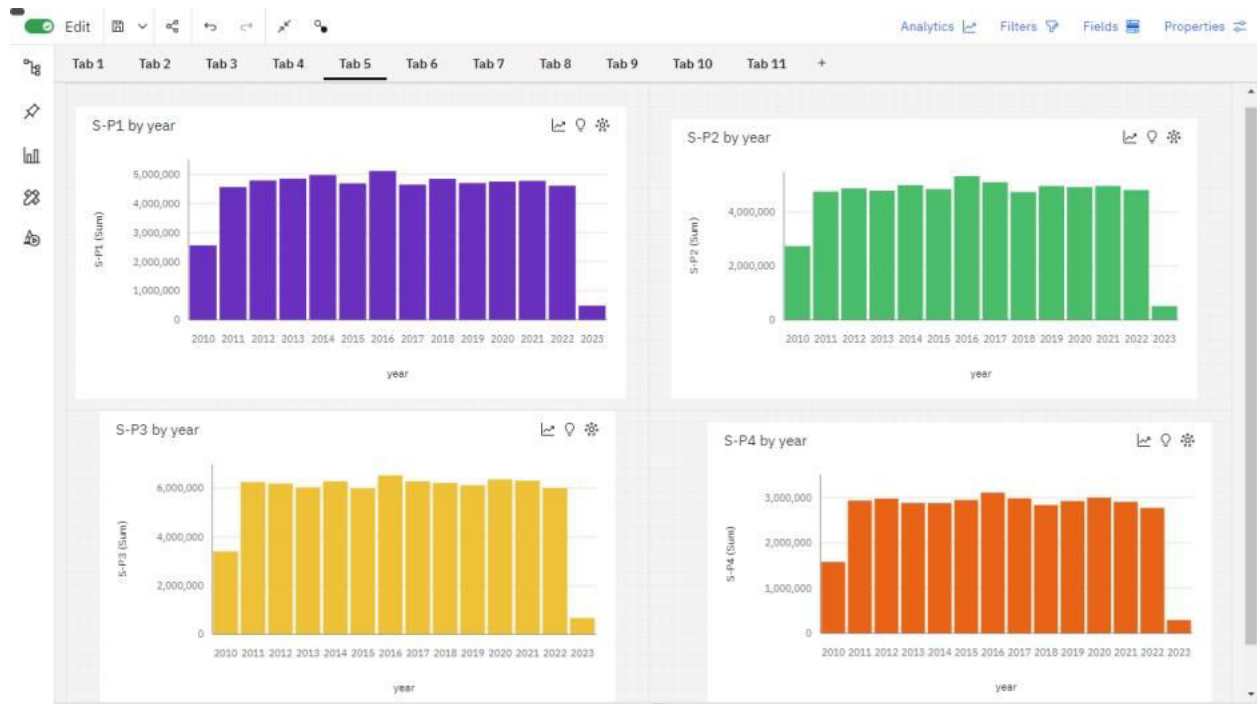 Edit Analytics Filters Fields Properties
Tab 1 Tab 2 Tab 3 Tab 4 Tab 5 Tab 6 Tab 7 Tab 8 Tab 9 Tab 10 Tab 11 +
S-P1 by year
5,000,000
4,000,000
3,000,000
2,000,000
1,000,000
0
S-P1 (Sum)
2010 2011 2012 2013 2014 2015 2016 2017 2018 2019 2020 2021 2022 2023
year
S-P2 by year
4,000,000
2,000,000
0
S-P2 (Sum)
2010 2011 2012 2013 2014 2015 2016 2017 2018 2019 2020 2021 2022 2023
year
S-P3 by year
6,000,000
4,000,000
2,000,000
0
S-P3 (Sum)
2010 2011 2012 2013 2014 2015 2016 2017 2018 2019 2020 2021 2022 2023
year
S-P4 by year
3,000,000
2,000,000
1,000,000
0
S-P4 (Sum)
2010 2011 2012 2013 2014 2015 2016 2017 2018 2019 2020 2021 2022 2023
year